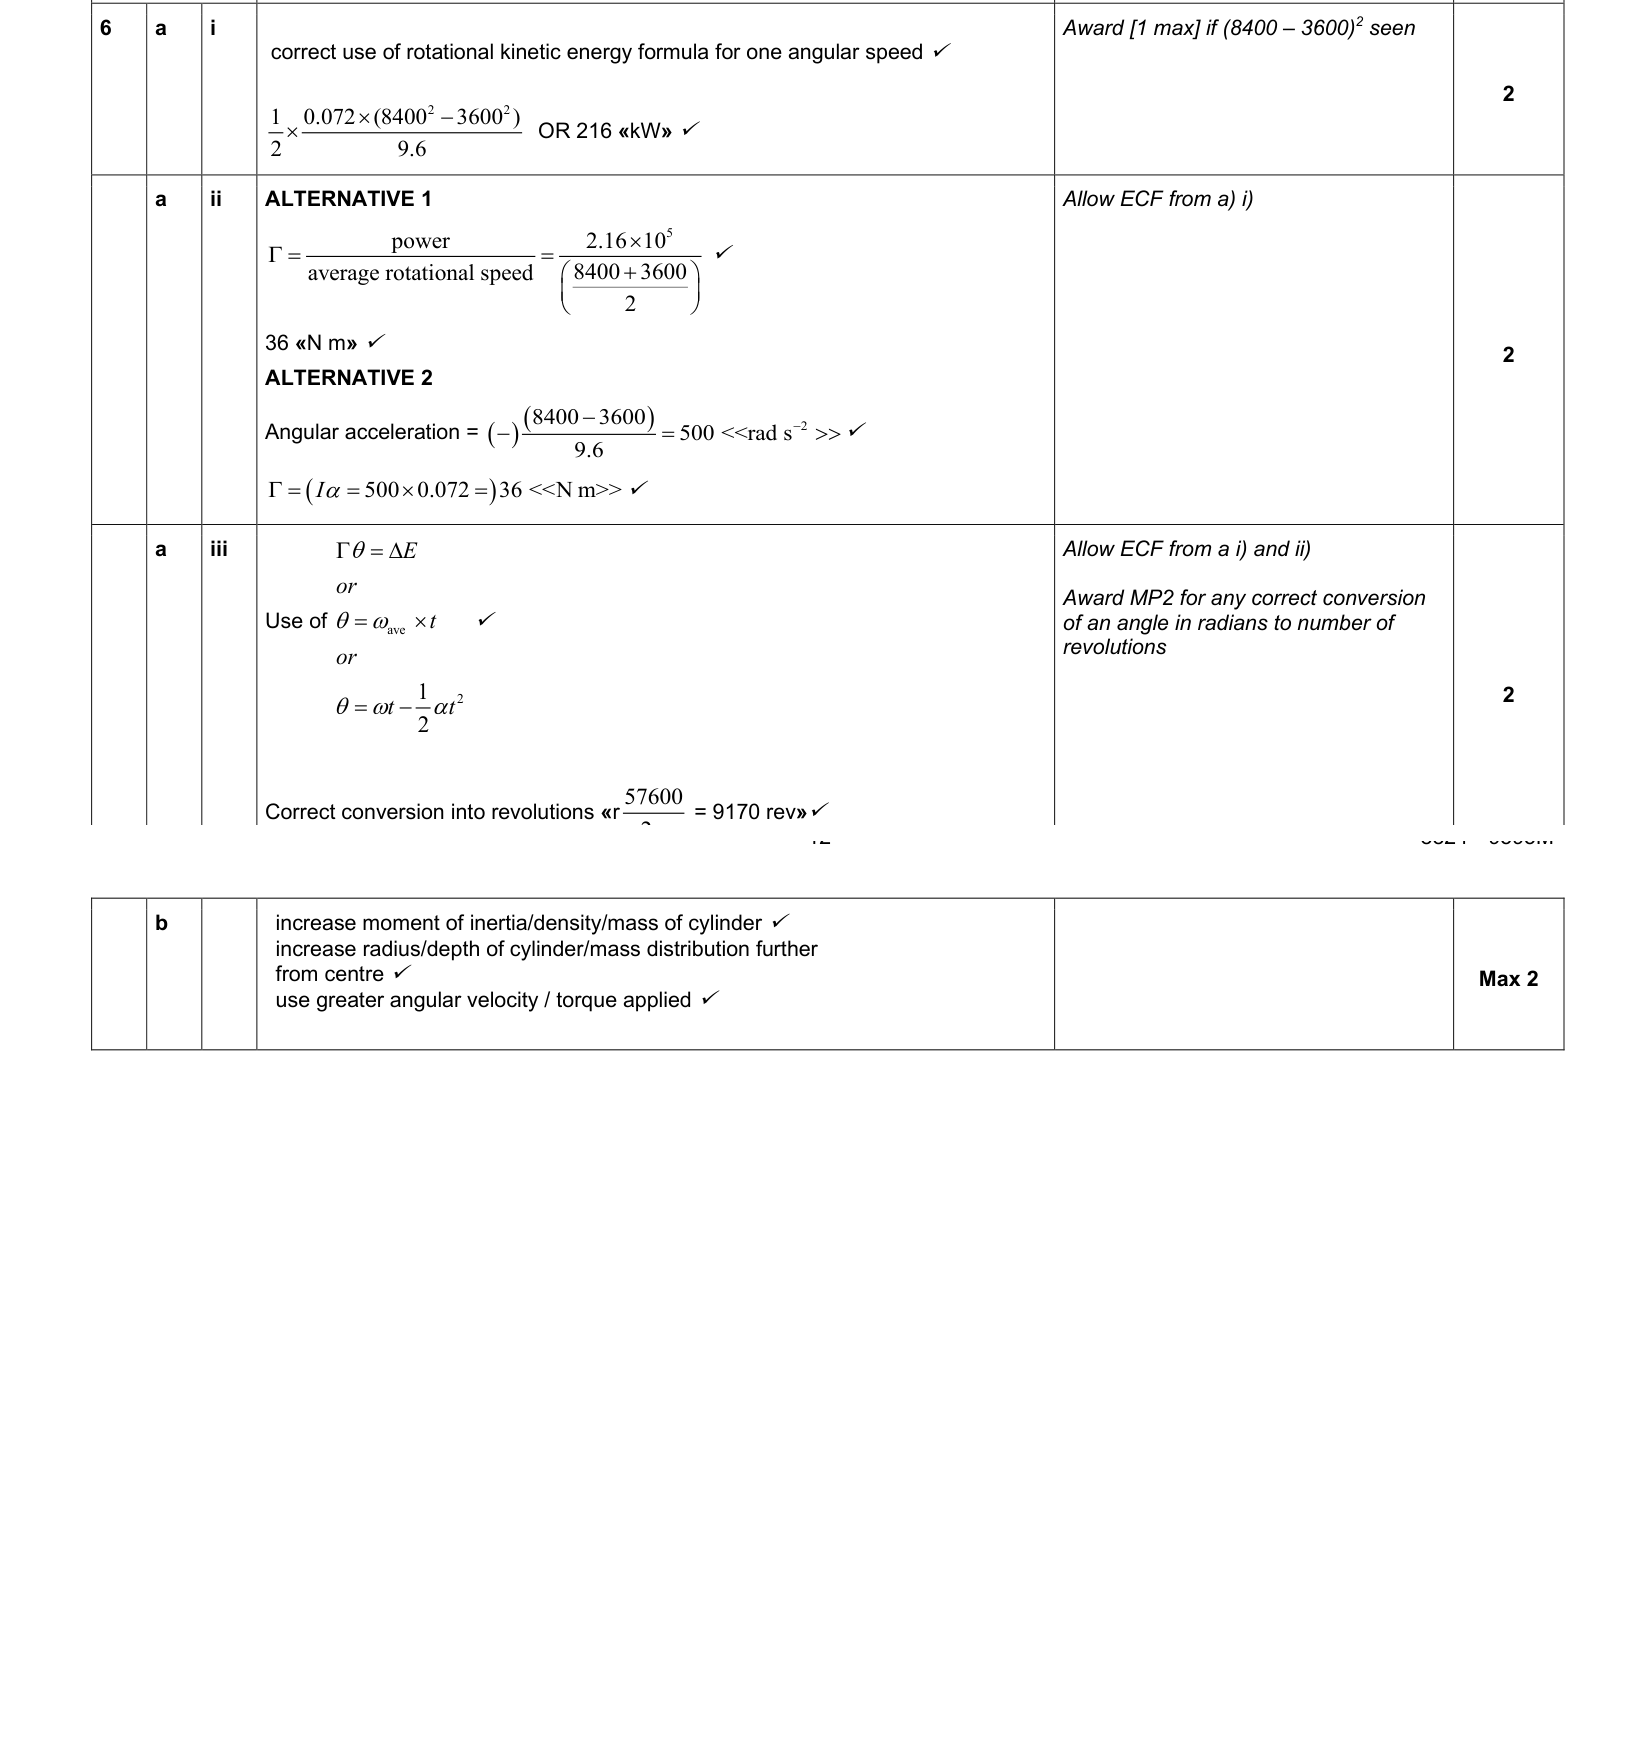 6 a i
correct use of rotational kinetic energy formula for one angular speed ✓
Award [1 max] if (8400 – 3600)² seen
1/2 × 0.072×(8400² − 3600²)/9.6 OR 216 «kW» ✓
2
a ii ALTERNATIVE 1
Allow ECF from a) i)
Γ = power/average rotational speed = 2.16×10⁵/((8400+3600)/2) ✓
36 «N m» ✓
ALTERNATIVE 2
Angular acceleration = (−) (8400−3600)/9.6 = 500 <<rad s⁻² >> ✓
Γ = (Iα = 500×0.072 =)36 <<N m>> ✓
2
a iii
Γθ = ΔE
or
Use of θ = ω_ave × t ✓
or
θ = ωt − 1/2 αt²
Correct conversion into revolutions «r 57600/ = 9170 rev» ✓
Allow ECF from a i) and ii)
Award MP2 for any correct conversion
of an angle in radians to number of
revolutions
2
b
increase moment of inertia/density/mass of cylinder ✓
increase radius/depth of cylinder/mass distribution further
from centre ✓
use greater angular velocity / torque applied ✓
Max 2